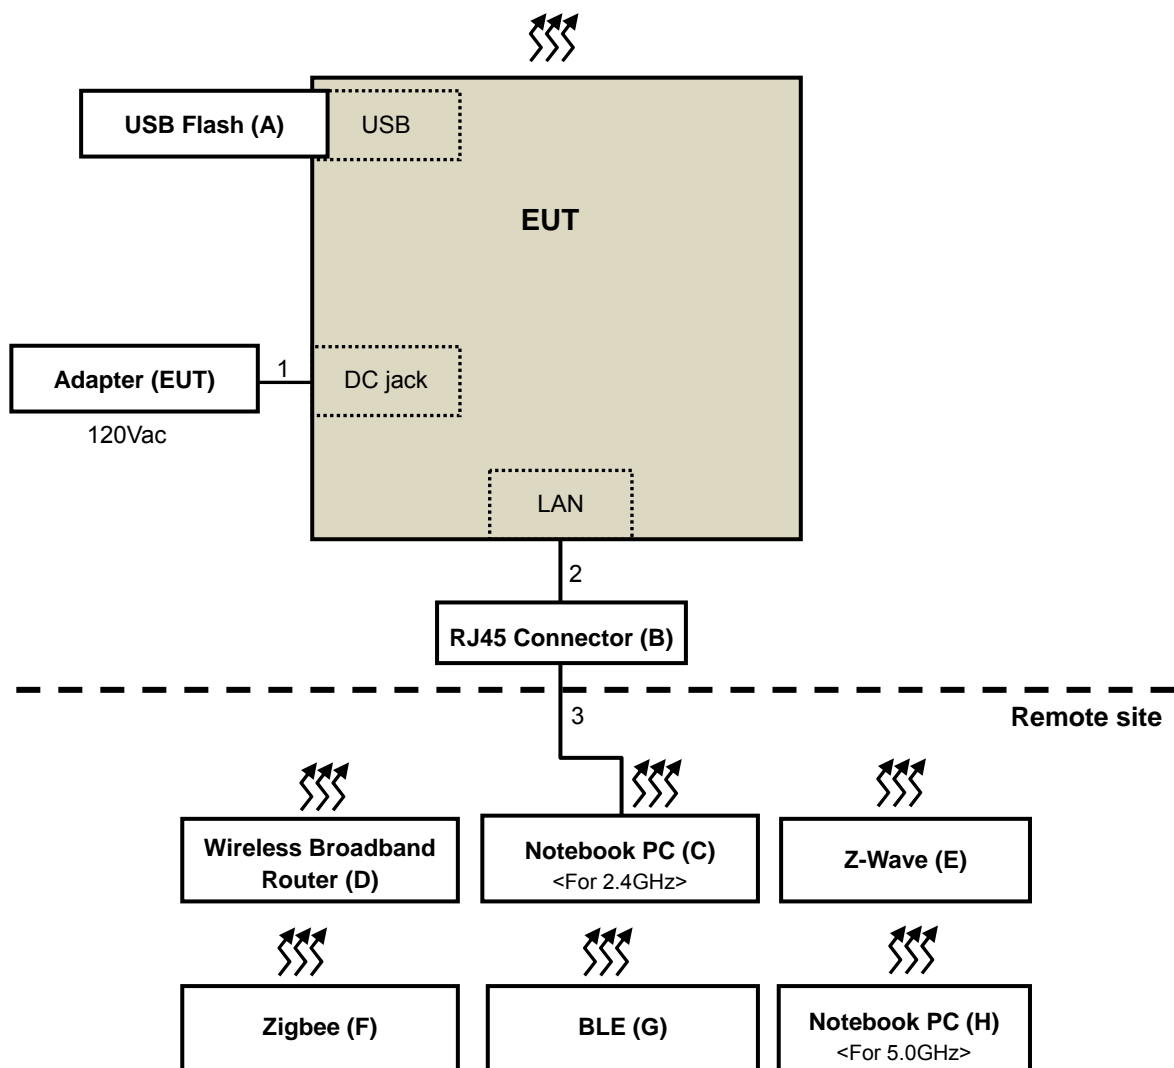 USB Flash (A)
USB
EUT
Adapter (EUT)
1
DC jack
120Vac
LAN
2
RJ45 Connector (B)
3
Remote site
Wireless Broadband
Router (D)
Notebook PC (C)
<For 2.4GHz>
Z-Wave (E)
Zigbee (F)
BLE (G)
Notebook PC (H)
<For 5.0GHz>